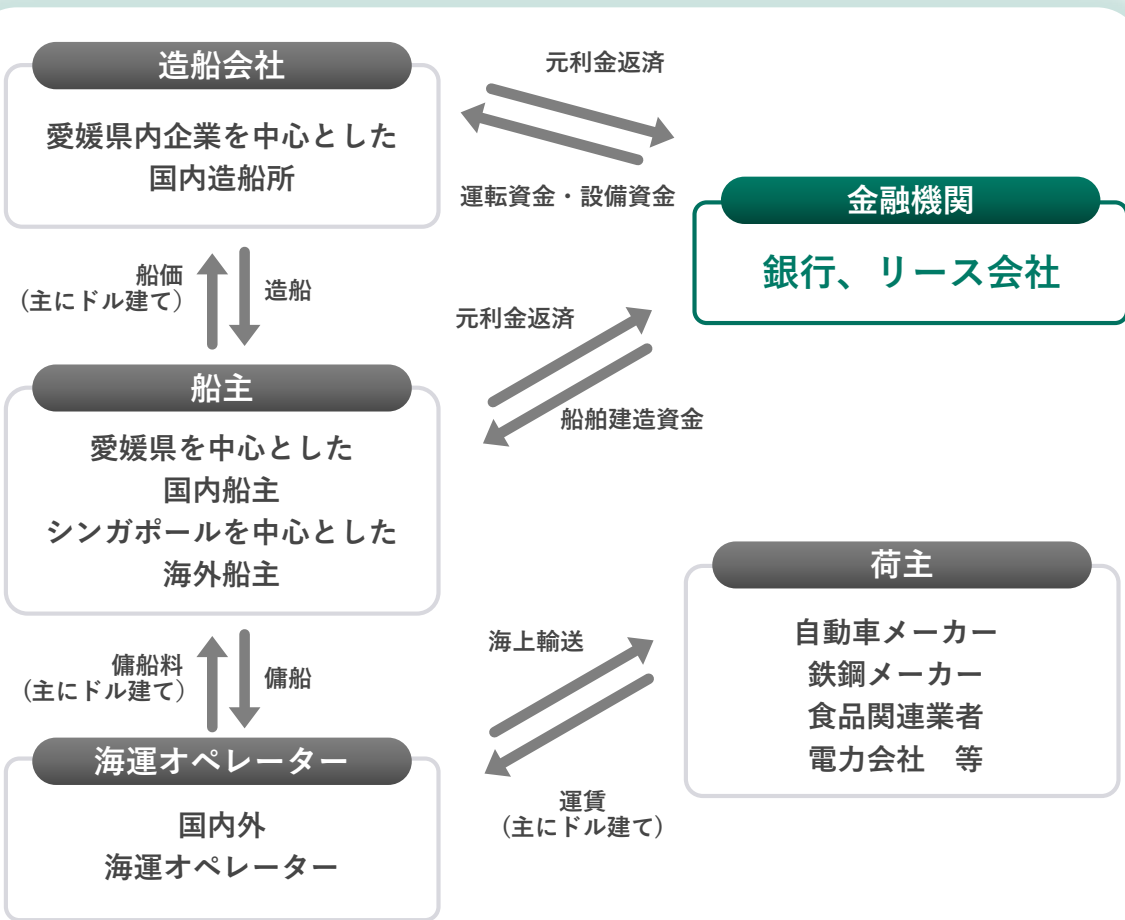 造船会社
愛媛県内企業を中心とした
国内造船所
元利金返済
運転資金・設備資金
金融機関
銀行、リース会社
船価
(主にドル建て)
造船
元利金返済
船舶建造資金
船主
愛媛県を中心とした
国内船主
シンガポールを中心とした
海外船主
傭船料
(主にドル建て)
傭船
海上輸送
運賃
(主にドル建て)
荷主
自動車メーカー
鉄鋼メーカー
食品関連業者
電力会社　等
海運オペレーター
国内外
海運オペレーター